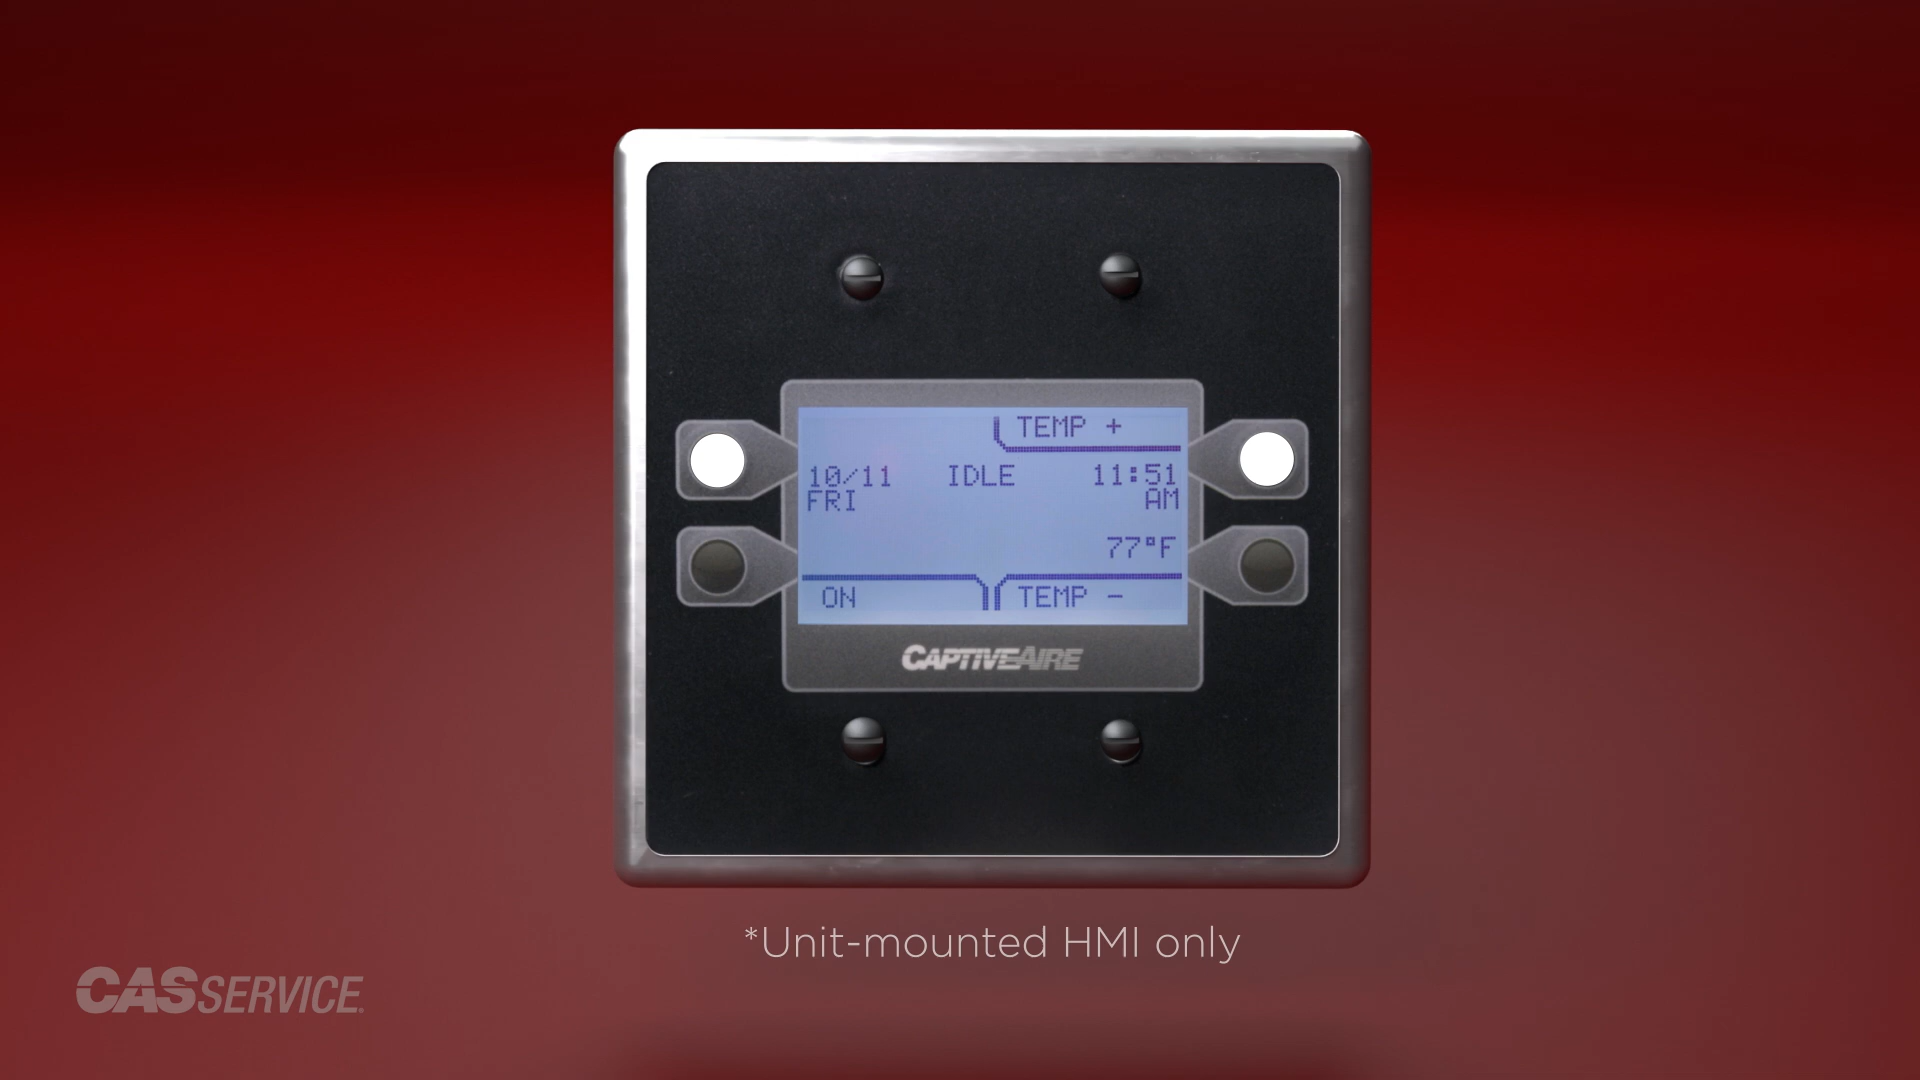 TEMP +
10/11 IDLE 11:51
FRI AM
77°F
ON TEMP -
CAPTIVEAIRE
*Unit-mounted HMI only
CASSERVICE.